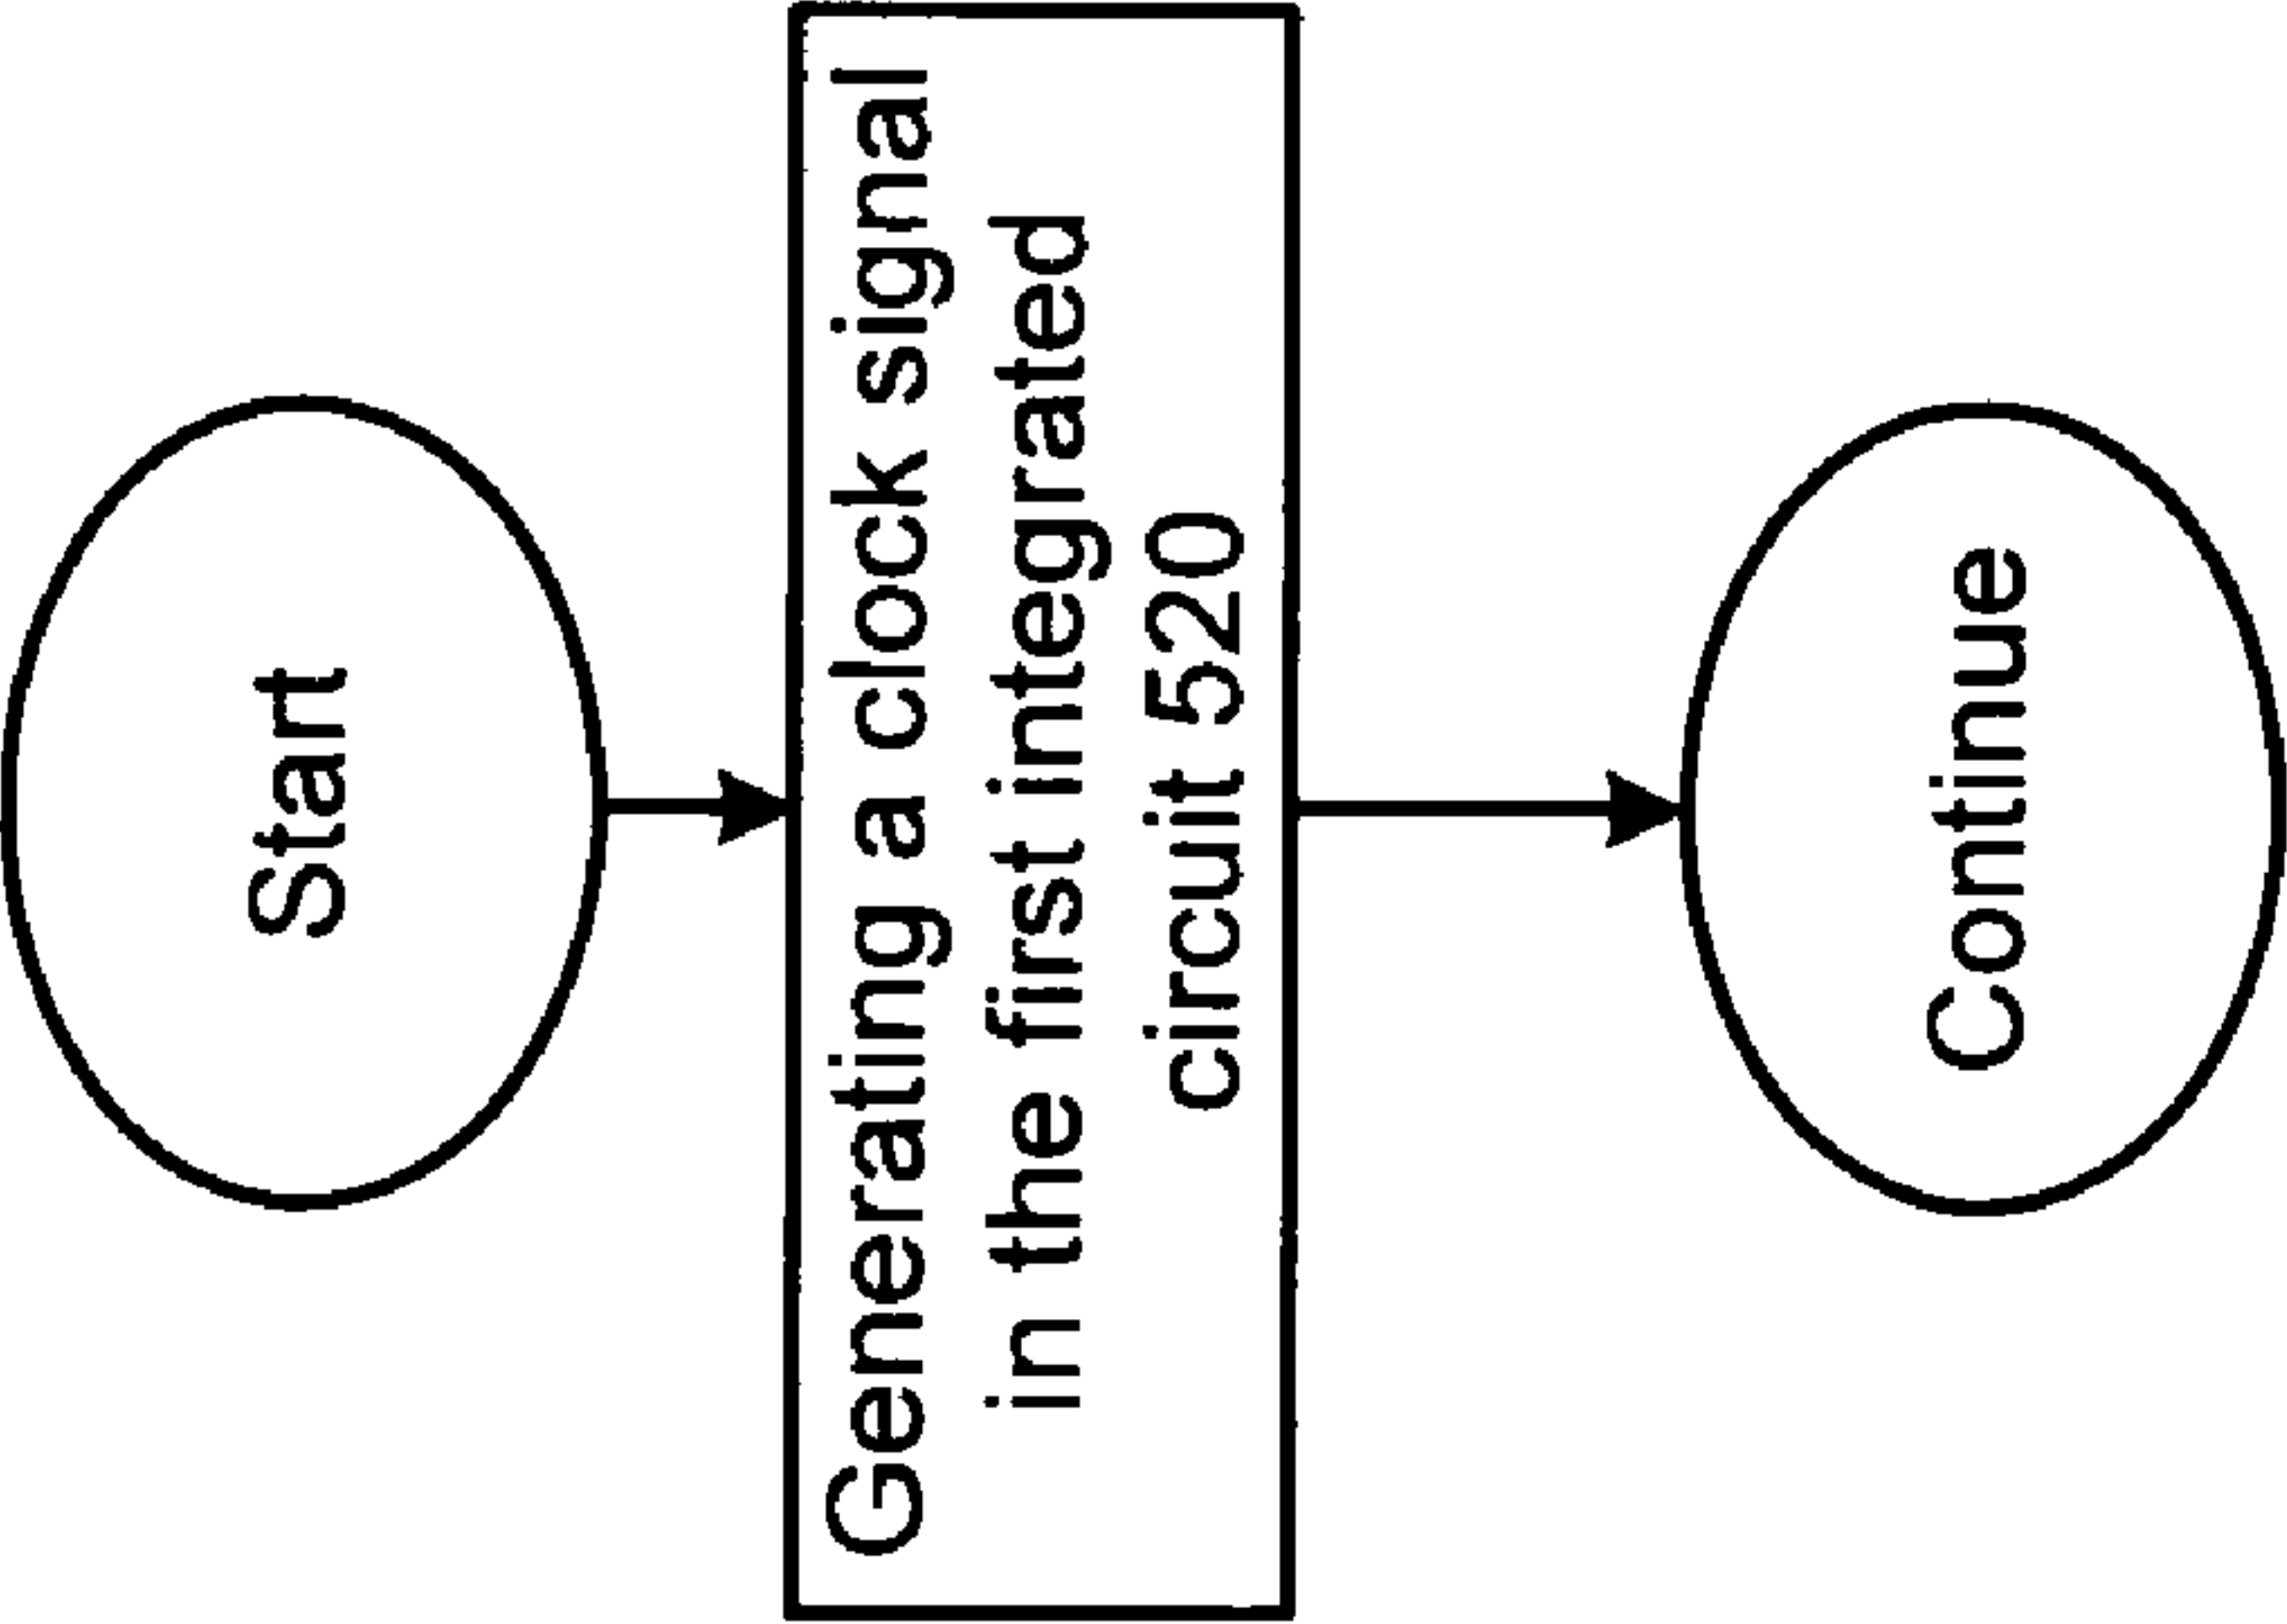 Start
Generating a clock signal
in the first integrated
circuit 520
Continue